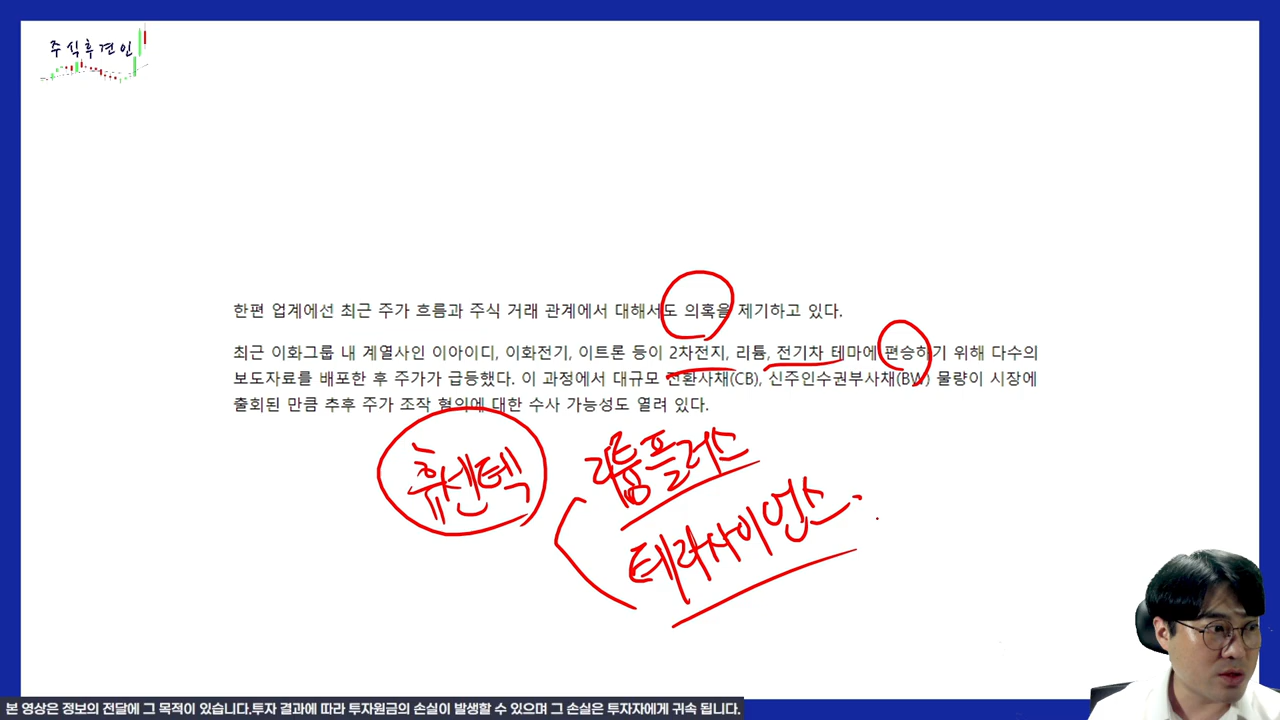 주식후견인
한편 업계에선 최근 주가 흐름과 주식 거래 관계에서 대해서도 의혹을 제기하고 있다.
최근 이화그룹 내 계열사인 이아이디, 이화전기, 이트론 등이 2차전지, 리튬, 전기차 테마에 편승하기 위해 다수의
보도자료를 배포한 후 주가가 급등했다. 이 과정에서 대규모 전환사채(CB), 신주인수권부사채(BW) 물량이 시장에
출회된 만큼 추후 주가 조작 혐의에 대한 수사 가능성도 열려 있다.
휴센텍
리튬플러스
테라사이언스.
본 영상은 정보의 전달에 그 목적이 있습니다.투자 결과에 따라 투자원금의 손실이 발생할 수 있으며 그 손실은 투자자에게 귀속 됩니다.